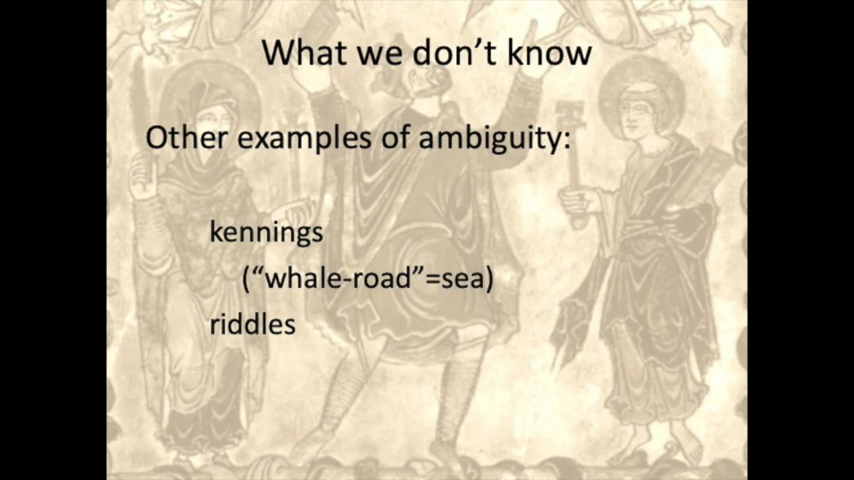 What we don’t know
Other examples of ambiguity:
kennings
(“whale-road”=sea)
riddles